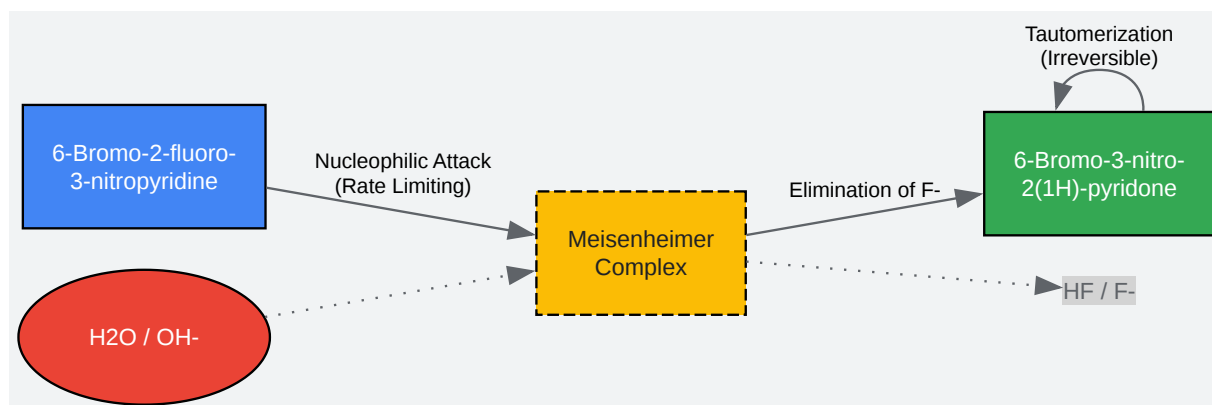 Tautomerization
(Irreversible)
6-Bromo-2-fluoro-
3-nitropyridine
Nucleophilic Attack
(Rate Limiting)
Elimination of F-
6-Bromo-3-nitro-
2(1H)-pyridone
Meisenheimer
Complex
HF / F-
H2O / OH-